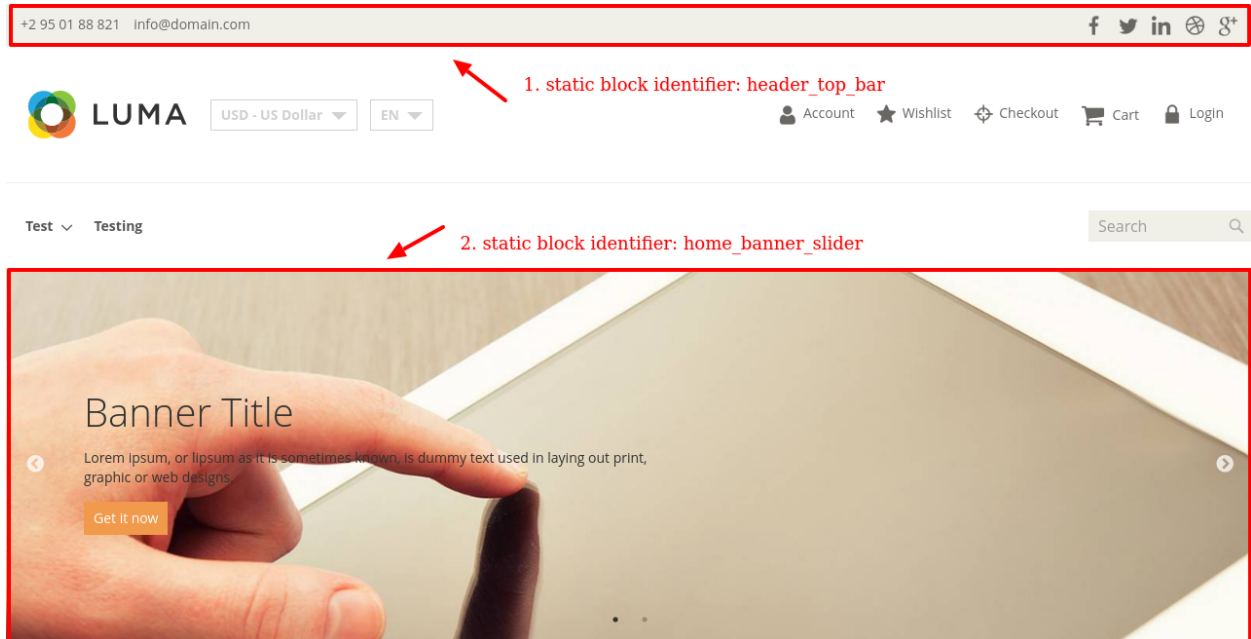 +2 95 01 88 821 info@domain.com
1. static block identifier: header_top_bar
LUMA USD - US Dollar EN Account Wishlist Checkout Cart Login
Test Testing Search
2. static block identifier: home_banner_slider
Banner Title
Lorem ipsum, or lipsum as it is sometimes known, is dummy text used in laying out print,
graphic or web designs.
Get it now